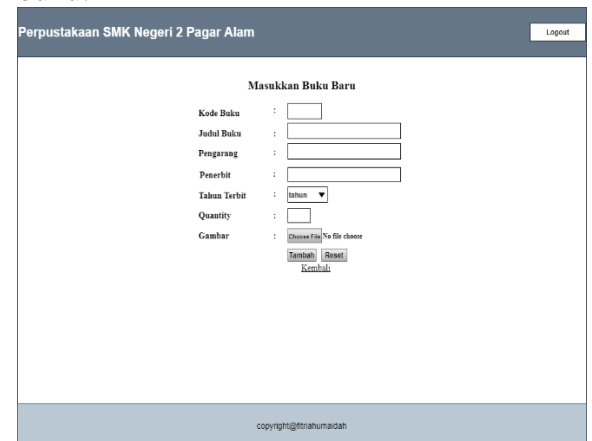 Perpustakaan SMK Negeri 2 Pagar Alam
Logout
Masukkan Buku Baru
Kode Buku :
Judul Buku :
Pengarang :
Penerbit :
Tahun Terbit : tahun ▼
Quantity :
Gambar : Choose File No file choose
Tambah Reset
Kembali
copyright@fitriahumaidah